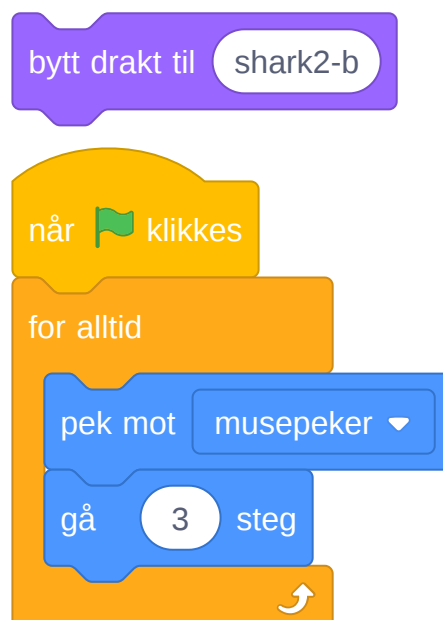 bytt drakt til shark2-b
når klikkes
for alltid
pek mot musepeker
gå 3 steg